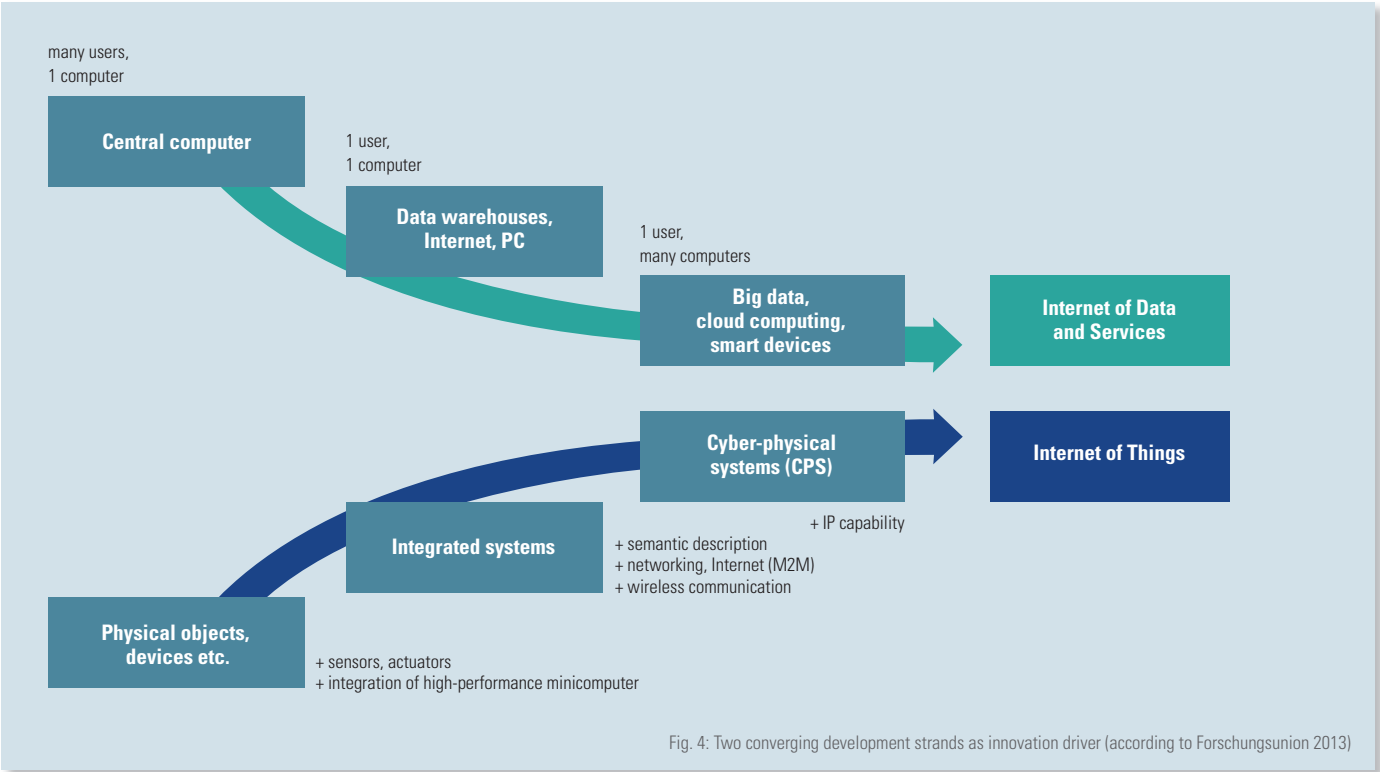 many users,
1 computer
Central computer
1 user,
1 computer
Data warehouses,
Internet, PC
1 user,
many computers
Big data,
cloud computing,
smart devices
Internet of Data
and Services
Cyber-physical
systems (CPS)
Internet of Things
+ IP capability
Integrated systems
+ semantic description
+ networking, Internet (M2M)
+ wireless communication
Physical objects,
devices etc.
+ sensors, actuators
+ integration of high-performance minicomputer
Fig. 4: Two converging development strands as innovation driver (according to Forschungsunion 2013)